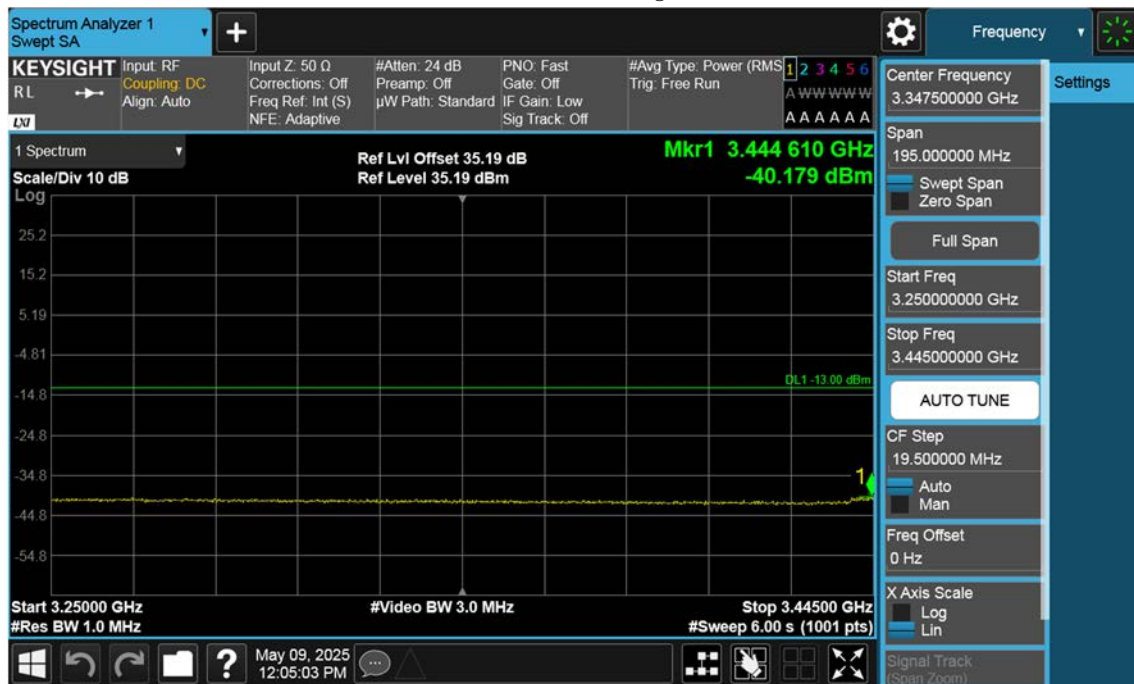 Spectrum Analyzer 1
Swept SA
+
Frequency
KEYSIGHT
RL
LXI
Input: RF
Coupling: DC
Align: Auto
Input Z: 50 Ω
Corrections: Off
Freq Ref: Int (S)
NFE: Adaptive
#Atten: 24 dB
Preamp: Off
µW Path: Standard
PNO: Fast
Gate: Off
IF Gain: Low
Sig Track: Off
#Avg Type: Power (RMS
Trig: Free Run
1 2 3 4 5 6
A W W W W W
A A A A A A
1 Spectrum
Scale/Div 10 dB
Ref Lvl Offset 35.19 dB
Ref Level 35.19 dBm
Mkr1 3.444 610 GHz
-40.179 dBm
Log
25.2
15.2
5.19
-4.81
DL1 -13.00 dBm
-14.8
-24.8
-34.8
1
-44.8
-54.8
Start 3.25000 GHz
#Video BW 3.0 MHz
Stop 3.44500 GHz
#Res BW 1.0 MHz
#Sweep 6.00 s (1001 pts)
Center Frequency
3.347500000 GHz
Settings
Span
195.000000 MHz
Swept Span
Zero Span
Full Span
Start Freq
3.250000000 GHz
Stop Freq
3.445000000 GHz
AUTO TUNE
CF Step
19.500000 MHz
Auto
Man
Freq Offset
0 Hz
X Axis Scale
Log
Lin
Signal Track
(Span Zoom)
?
May 09, 2025
12:05:03 PM